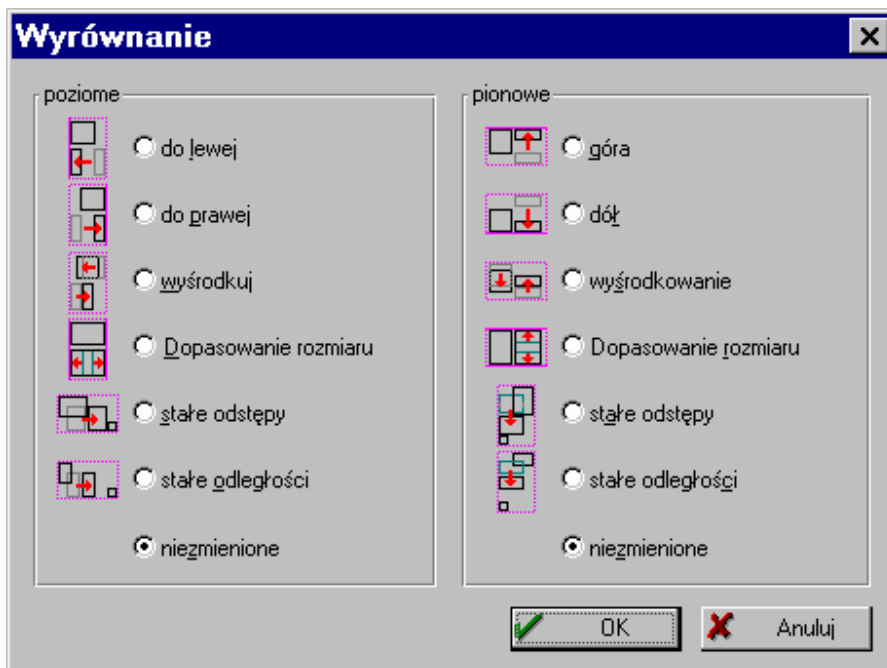 Wyrównanie
poziome
do lewej
do prawej
wyśrodkuj
Dopasowanie rozmiaru
stałe odstępy
stałe odległości
niezmienione
pionowe
góra
dół
wyśrodkowanie
Dopasowanie rozmiaru
stałe odstępy
stałe odległości
niezmienione
OK
Anuluj